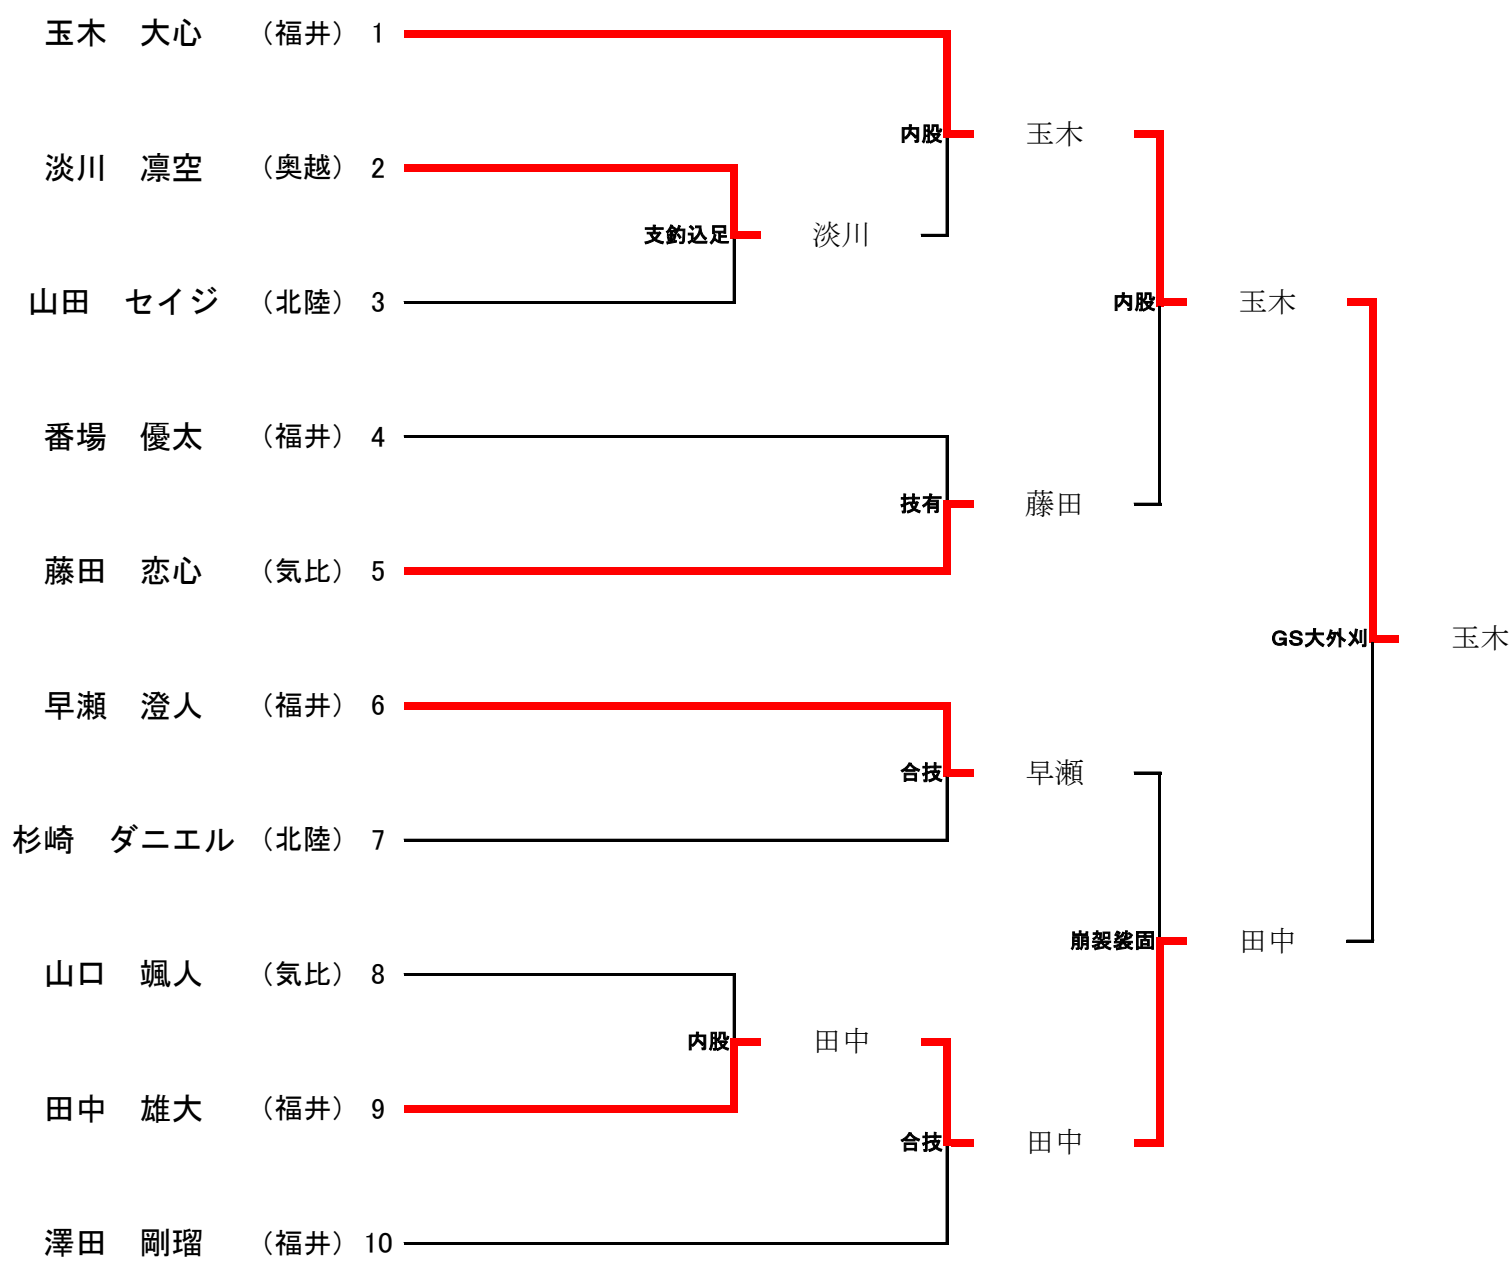 玉木　大心　（福井）　1
内股　玉木
淡川　凛空　（奥越）　2
支釣込足　淡川
山田　セイジ　（北陸）　3
内股　玉木
番場　優太　（福井）　4
技有　藤田
藤田　恋心　（気比）　5
GS大外刈　玉木
早瀬　澄人　（福井）　6
合技　早瀬
杉崎　ダニエル　（北陸）　7
崩袈裟固　田中
山口　颯人　（気比）　8
内股　田中
田中　雄大　（福井）　9
合技　田中
澤田　剛瑠　（福井）　10